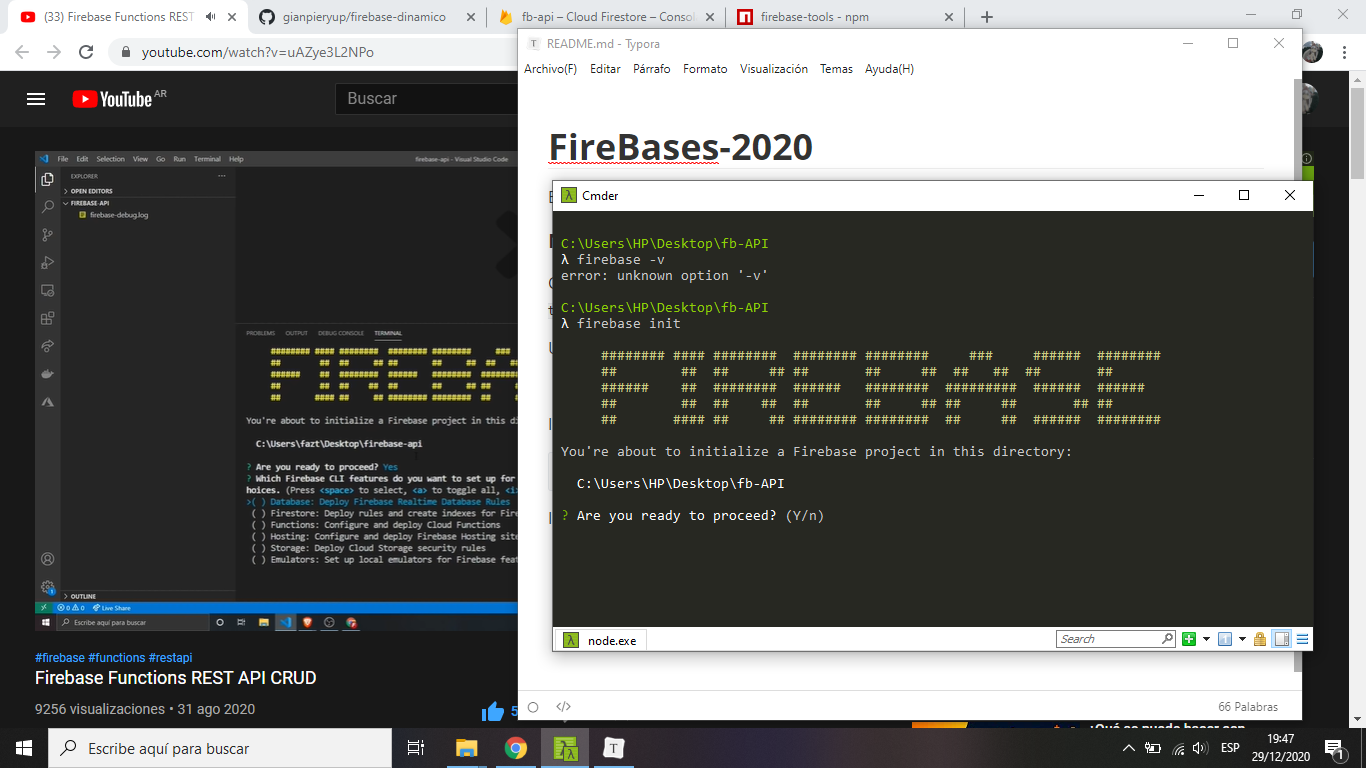 (33) Firebase Functions REST
gianpieryup/firebase-dinamico
fb-api – Cloud Firestore – Consol
firebase-tools - npm
youtube.com/watch?v=uAZye3L2NPo
YouTube AR
Buscar
File Edit Selection View Go Run Terminal Help
firebase-api - Visual Studio Code
EXPLORER
OPEN EDITORS
FIREBASE-API
firebase-debug.log
PROBLEMS OUTPUT DEBUG CONSOLE TERMINAL
You're about to initialize a Firebase project in this di
C:\Users\fazt\Desktop\firebase-api
? Are you ready to proceed? Yes
? Which Firebase CLI features do you want to set up for
hoices. (Press <space> to select, <a> to toggle all, <i
>( ) Database: Deploy Firebase Realtime Database Rules
( ) Firestore: Deploy rules and create indexes for Fire
( ) Functions: Configure and deploy Cloud Functions
( ) Hosting: Configure and deploy Firebase Hosting site
( ) Storage: Deploy Cloud Storage security rules
( ) Emulators: Set up local emulators for Firebase feat
OUTLINE
0 0 Live Share
Escribe aquí para buscar
#firebase #functions #restapi
Firebase Functions REST API CRUD
9256 visualizaciones • 31 ago 2020
5
README.md - Typora
Archivo(F) Editar Párrafo Formato Visualización Temas Ayuda(H)
FireBases-2020
Cmder
C:\Users\HP\Desktop\fb-API
λ firebase -v
error: unknown option '-v'
C:\Users\HP\Desktop\fb-API
λ firebase init
FIREBASE
You're about to initialize a Firebase project in this directory:
C:\Users\HP\Desktop\fb-API
? Are you ready to proceed? (Y/n)
node.exe
Search
66 Palabras
Escribe aquí para buscar
ESP
19:47
29/12/2020
1